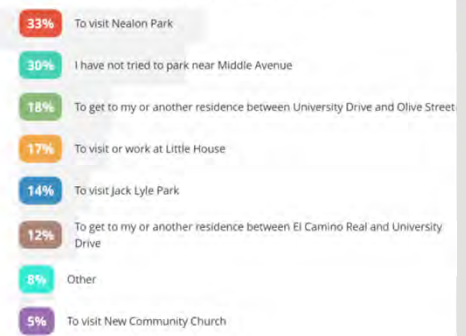 33% To visit Nealon Park
30% I have not tried to park near Middle Avenue
18% To get to my or another residence between University Drive and Olive Street
17% To visit or work at Little House
14% To visit Jack Lyle Park
12% To get to my or another residence between El Camino Real and University
Drive
8% Other
5% To visit New Community Church